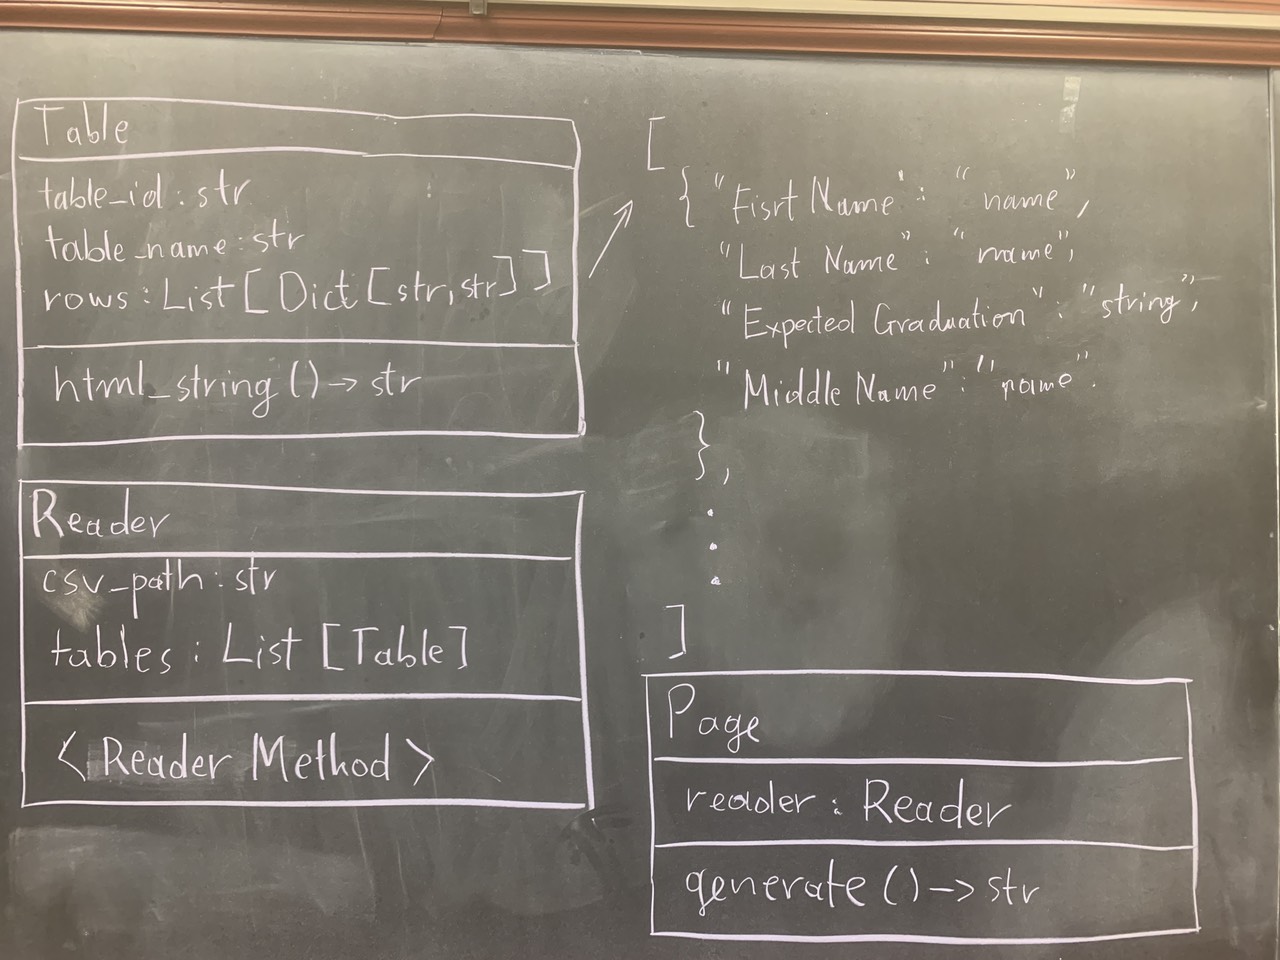 Table
table_id : str
table_name : str
rows : List [Dict [str, str]]
html_string () -> str
Reader
csv_path : str
tables : List [Table]
< Reader Method >
[
{ "Fisrt Name" : "name",
"Last Name" : "name",
"Expected Graduation" : "string",
"Middle Name" : "name".
},
.
.
.
]
Page
reader : Reader
generate () -> str